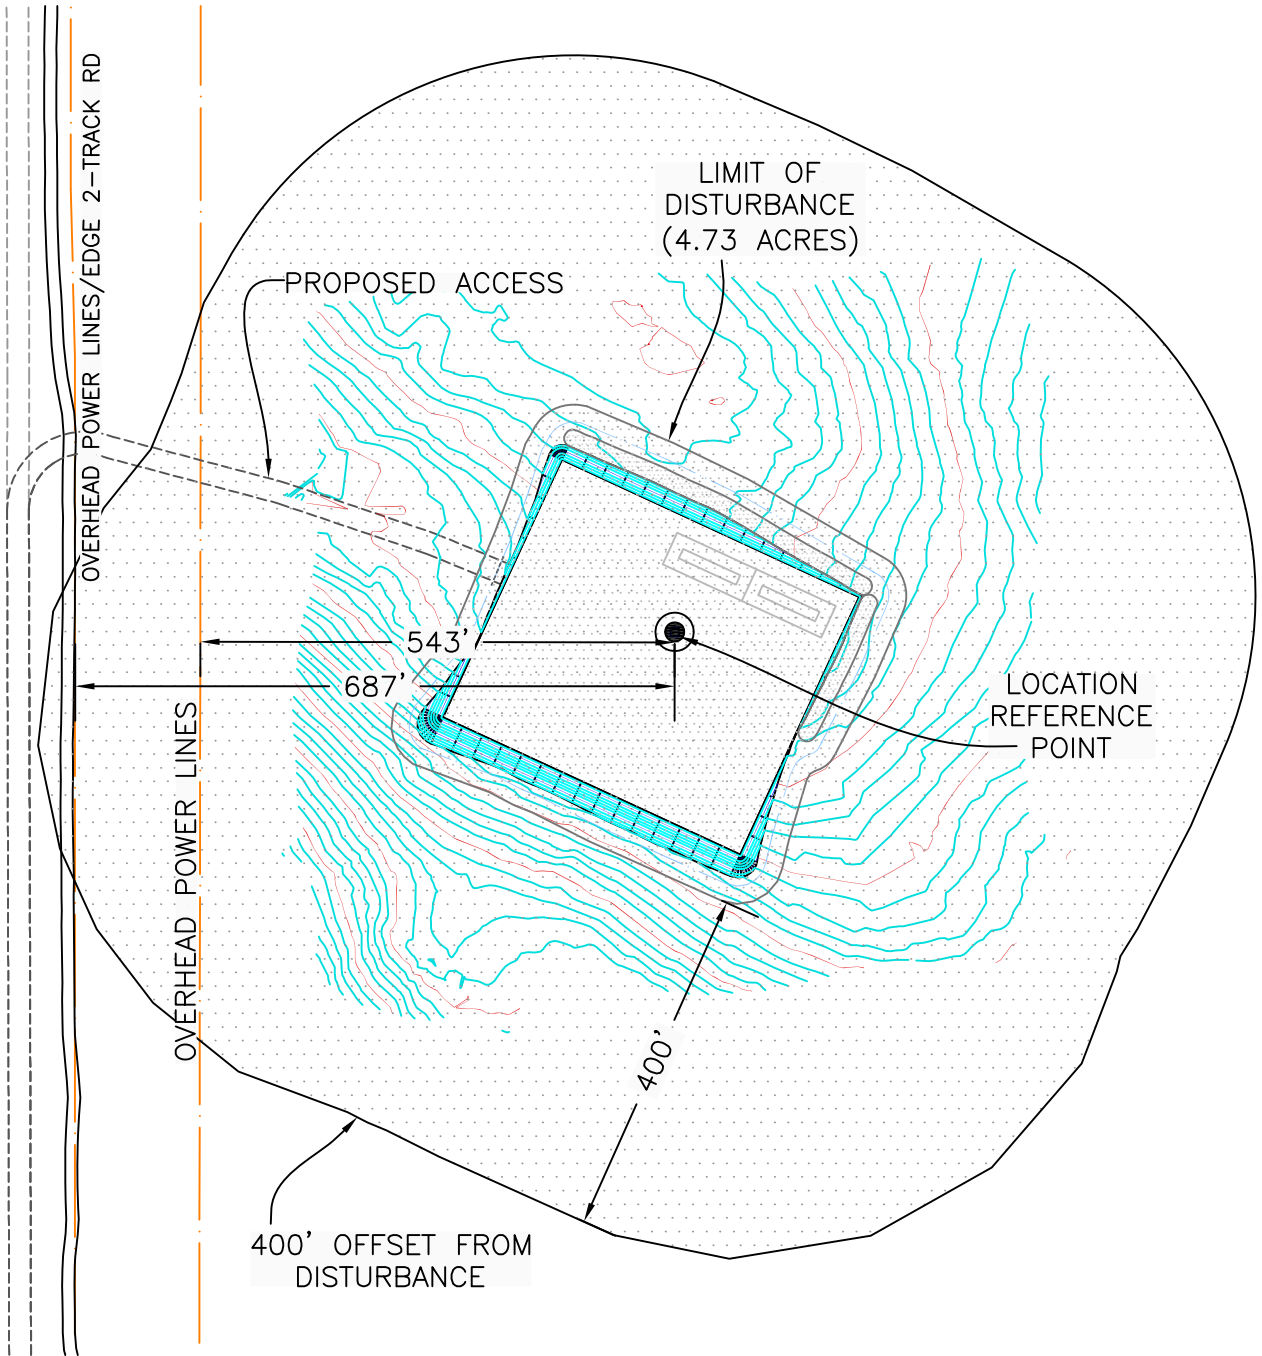 OVERHEAD POWER LINES/EDGE 2-TRACK RD
LIMIT OF
DISTURBANCE
(4.73 ACRES)
PROPOSED ACCESS
543'
687'
LOCATION
REFERENCE
POINT
OVERHEAD POWER LINES
400'
400' OFFSET FROM
DISTURBANCE